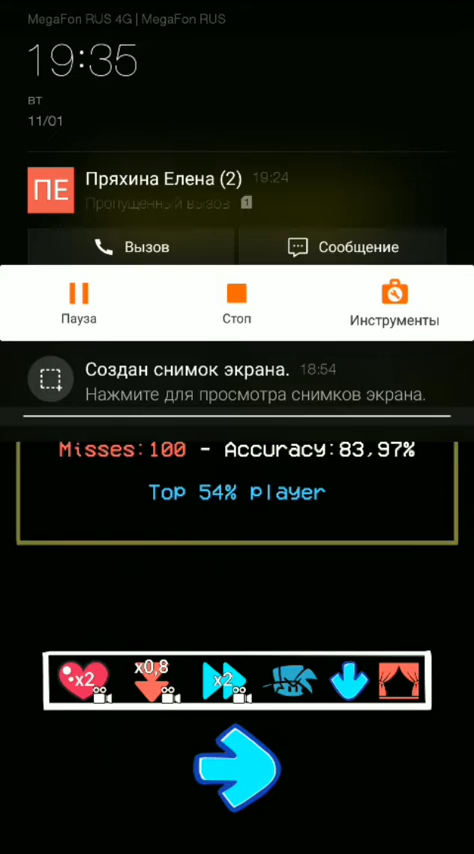 MegaFon RUS 4G | MegaFon RUS
19:35
вт
11/01
ПЕ
Пряхина Елена (2) 19:24
Пропущенный вызов 1
Вызов
Сообщение
Пауза
Стоп
Инструменты
Создан снимок экрана. 18:54
Нажмите для просмотра снимков экрана.
Misses:100 - Accuracy:83,97%
Top 54% player
x2
x0,8
x2